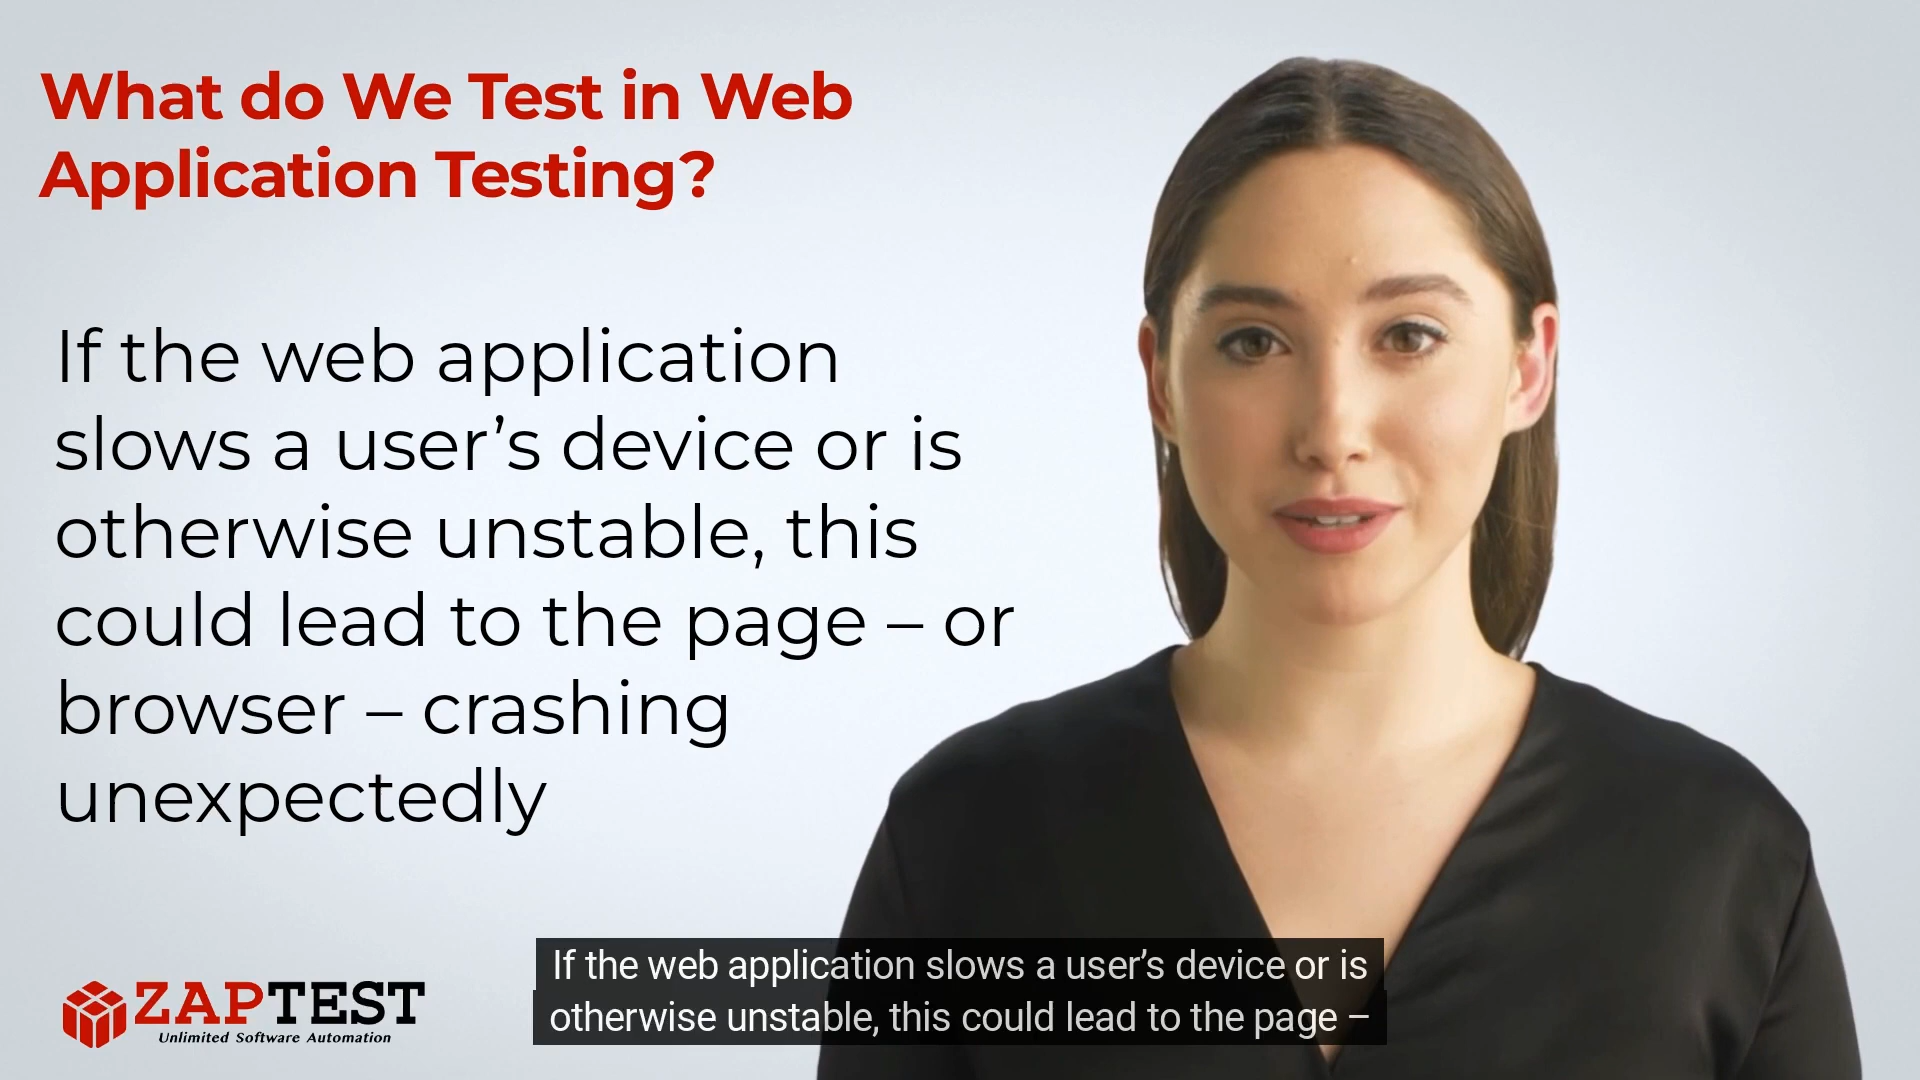 What do We Test in Web
Application Testing?
If the web application
slows a user’s device or is
otherwise unstable, this
could lead to the page – or
browser – crashing
unexpectedly
ZAPTEST
Unlimited Software Automation
If the web application slows a user’s device or is
otherwise unstable, this could lead to the page –